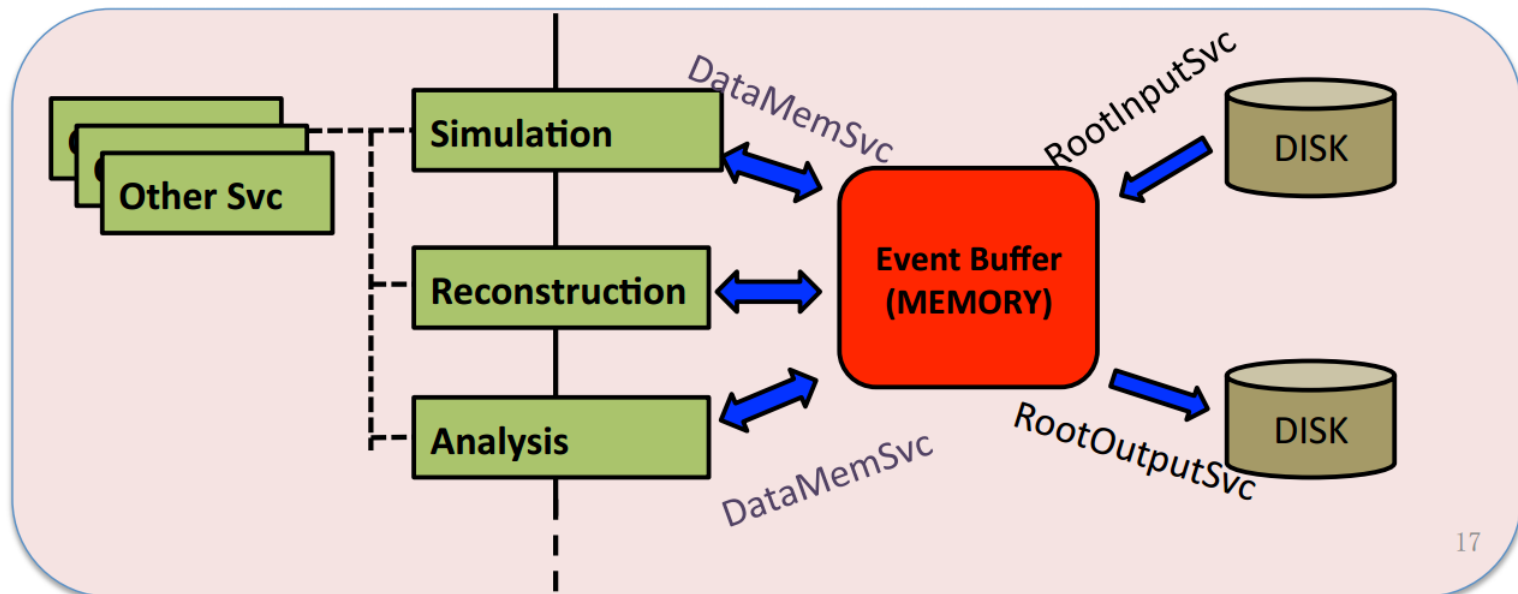 DataMemSvc
RootInputSvc
Simulation
DISK
Other Svc
Event Buffer
(MEMORY)
Reconstruction
Analysis
DISK
RootOutputSvc
DataMemSvc
17